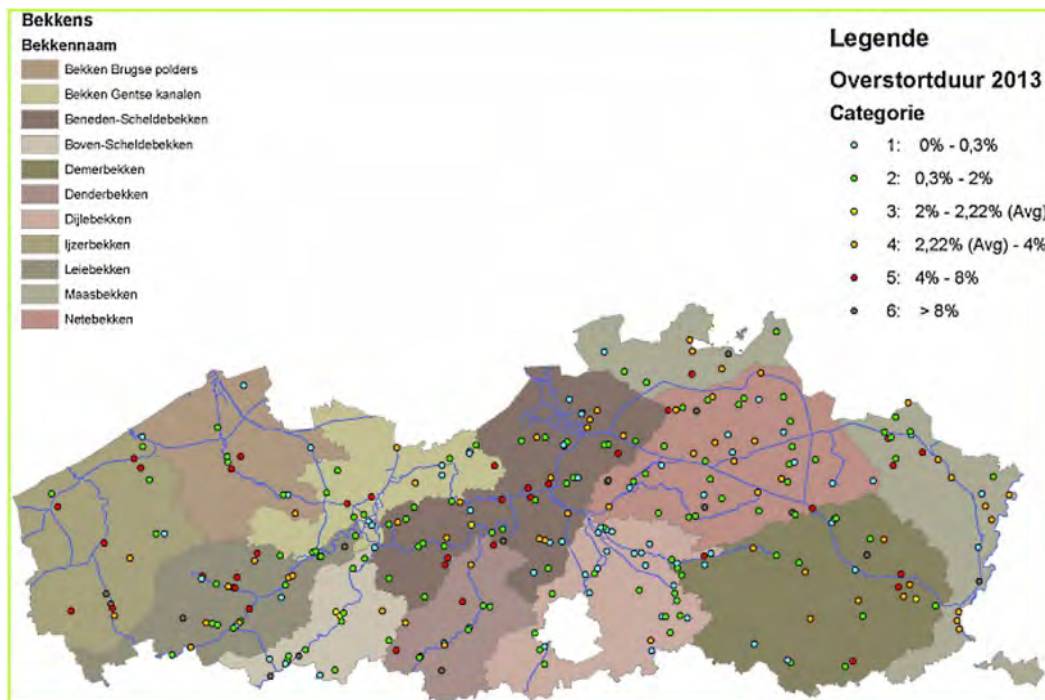 Bekkens
Bekkennaam
Bekken Brugse polders
Bekken Gentse kanalen
Beneden-Scheldebekken
Boven-Scheldebekken
Demerbekken
Denderbekken
Dijlebekken
Ijzerbekken
Leiebekken
Maasbekken
Netebekken
Legende
Overstortduur 2013
Categorie
1: 0% - 0,3%
2: 0,3% - 2%
3: 2% - 2,22% (Avg)
4: 2,22% (Avg) - 4%
5: 4% - 8%
6: > 8%